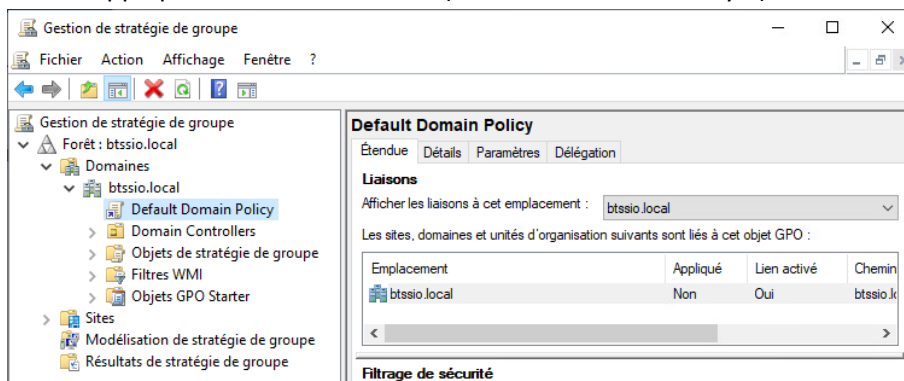 Gestion de stratégie de groupe
Fichier Action Affichage Fenêtre ?
Gestion de stratégie de groupe
Forêt : btssio.local
Domaines
btssio.local
Default Domain Policy
Domain Controllers
Objets de stratégie de groupe
Filtres WMI
Objets GPO Starter
Sites
Modélisation de stratégie de groupe
Résultats de stratégie de groupe
Default Domain Policy
Étendue Détails Paramètres Délégation
Liaisons
Afficher les liaisons à cet emplacement : btssio.local
Les sites, domaines et unités d'organisation suivants sont liés à cet objet GPO :
Emplacement Appliqué Lien activé Chemin
btssio.local Non Oui btssio.lo
Filtrage de sécurité